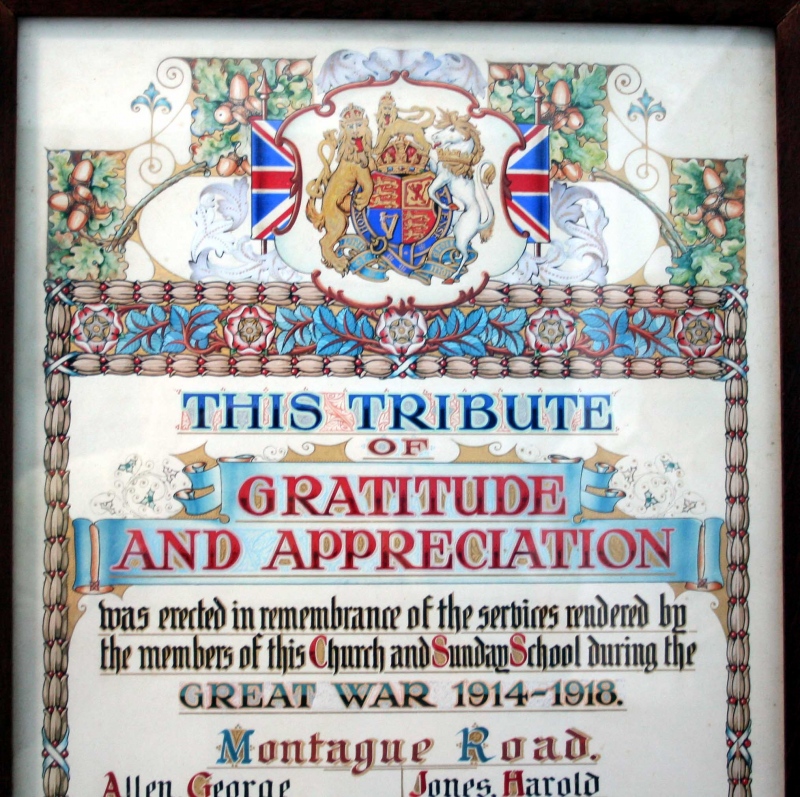 THIS TRIBUTE
OF
GRATITUDE
AND APPRECIATION
was erected in remembrance of the services rendered by
the members of this Church and Sunday School during the
GREAT WAR 1914-1918.
Montague Road.
Allen, George
Jones, Harold